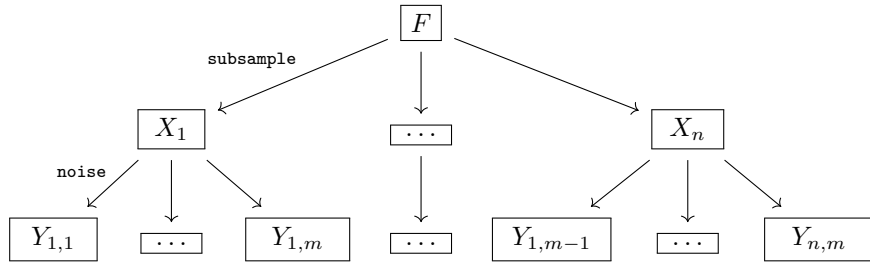 F
subsample
...
X_1
X_n
noise
Y_{1,1}
...
Y_{1,m}
...
Y_{1,m−1}
...
Y_{n,m}